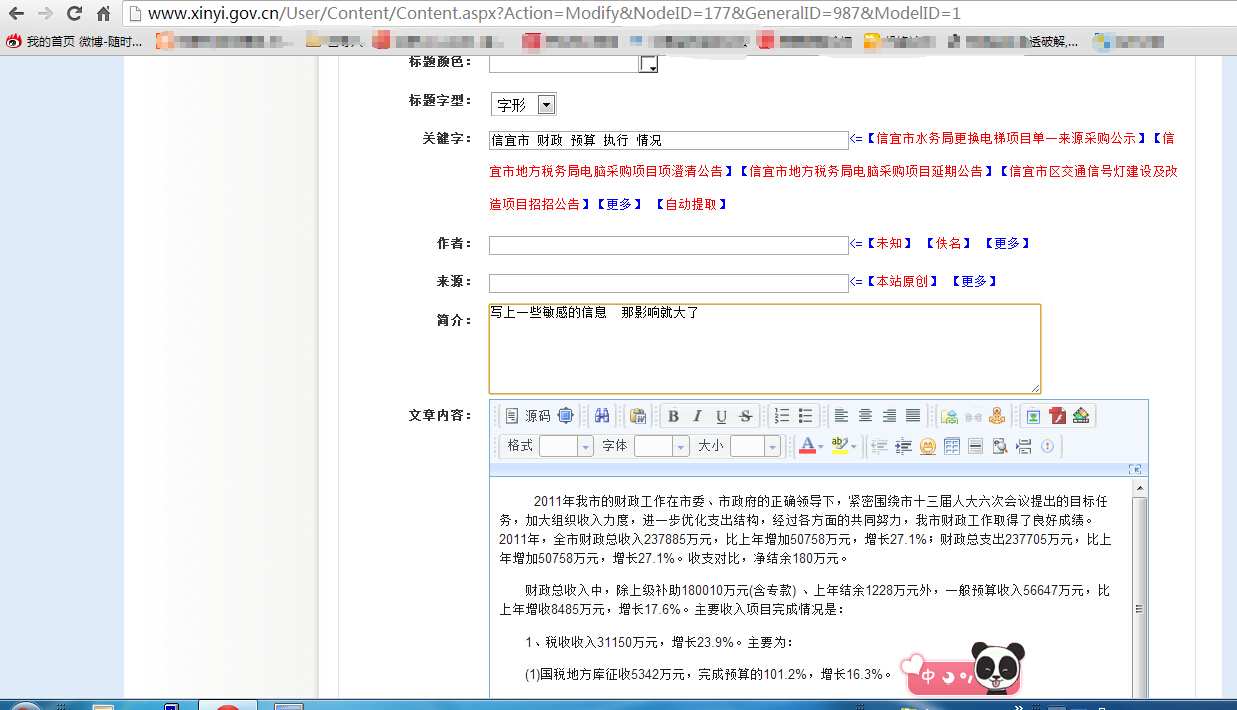 www.xinyi.gov.cn/User/Content/Content.aspx?Action=Modify&NodeID=177&GeneralID=987&ModelID=1
我的首页 微博-随时... 透破解,...
标题颜色：
标题字型： 字形
关键字： 信宜市 财政 预算 执行 情况 <=【信宜市水务局更换电梯项目单一来源采购公示】【信
宜市地方税务局电脑采购项目项澄清公告】【信宜市地方税务局电脑采购项目延期公告】【信宜市区交通信号灯建设及改
造项目招招公告】【更多】 【自动提取】
作者： <=【未知】 【佚名】 【更多】
来源： <=【本站原创】 【更多】
简介： 写上一些敏感的信息 那影响就大了
文章内容： 源码 B I U S
格式 字体 大小 A ab
2011年我市的财政工作在市委、市政府的正确领导下，紧密围绕市十三届人大六次会议提出的目标任
务，加大组织收入力度，进一步优化支出结构，经过各方面的共同努力，我市财政工作取得了良好成绩。
2011年，全市财政总收入237885万元，比上年增加50758万元，增长27.1%；财政总支出237705万元，比上
年增加50758万元，增长27.1%。收支对比，净结余180万元。
财政总收入中，除上级补助180010万元(含专款) 、上年结余1228万元外，一般预算收入56647万元，比
上年增收8485万元，增长17.6%。主要收入项目完成情况是：
1、税收收入31150万元，增长23.9%。主要为：
(1)国税地方库征收5342万元，完成预算的101.2%，增长16.3%。
中